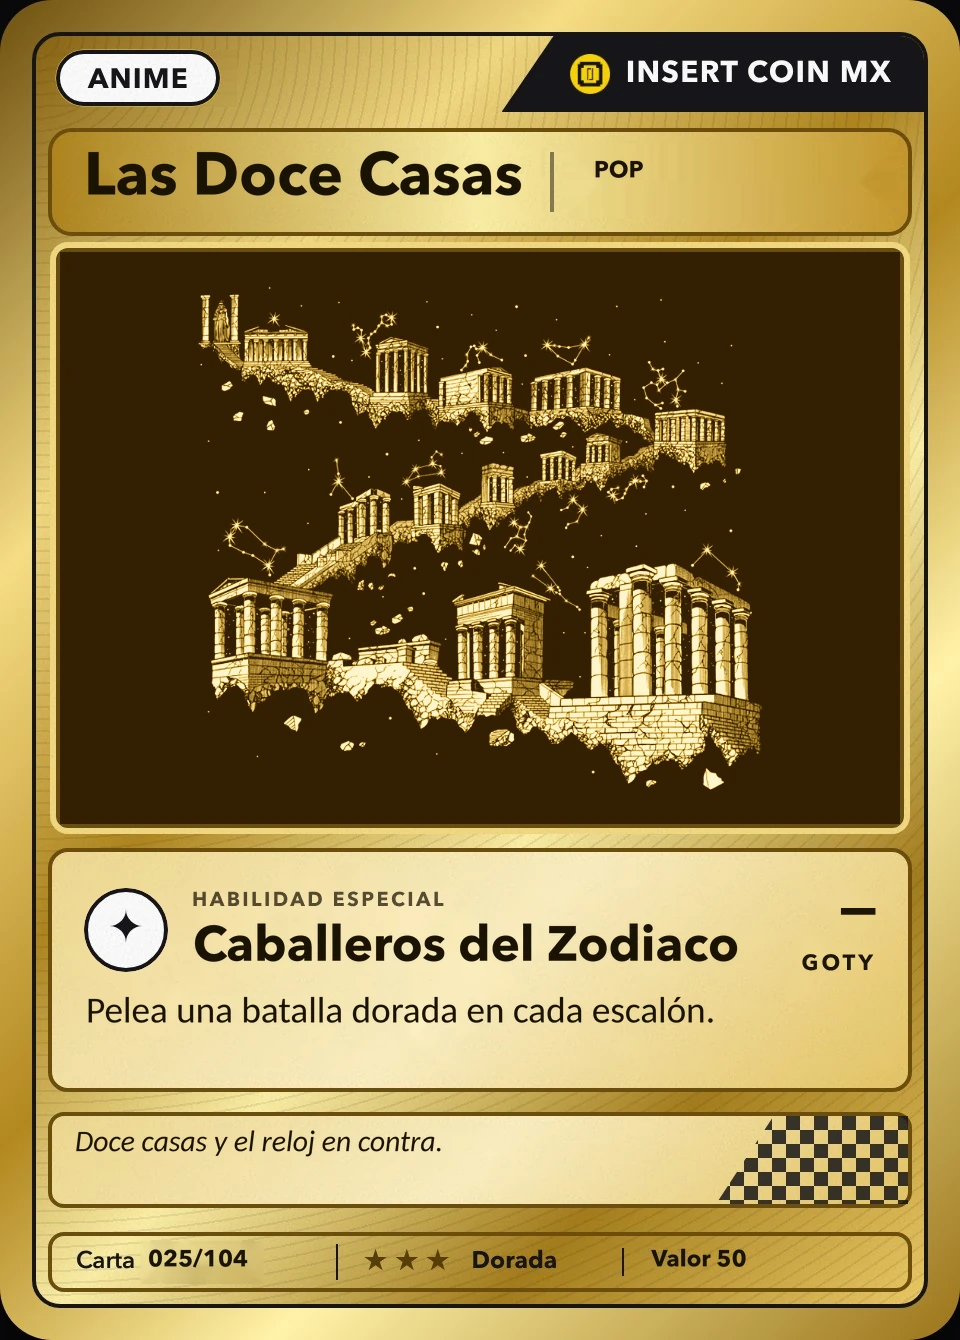 ANIME
INSERT COIN MX
Las Doce Casas
POP
HABILIDAD ESPECIAL
Caballeros del Zodiaco
—
GOTY
Pelea una batalla dorada en cada escalón.
Doce casas y el reloj en contra.
Carta 025/104 ★★★ Dorada Valor 50